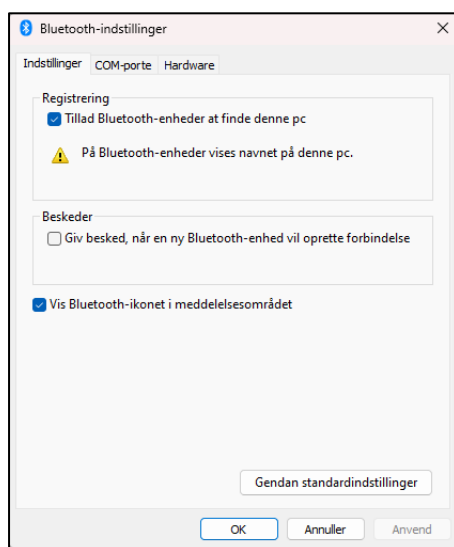 Bluetooth-indstillinger
Indstillinger COM-porte Hardware
Registrering
Tillad Bluetooth-enheder at finde denne pc
På Bluetooth-enheder vises navnet på denne pc.
Beskeder
Giv besked, når en ny Bluetooth-enhed vil oprette forbindelse
Vis Bluetooth-ikonet i meddelelsesområdet
Gendan standardindstillinger
OK Annuller Anvend